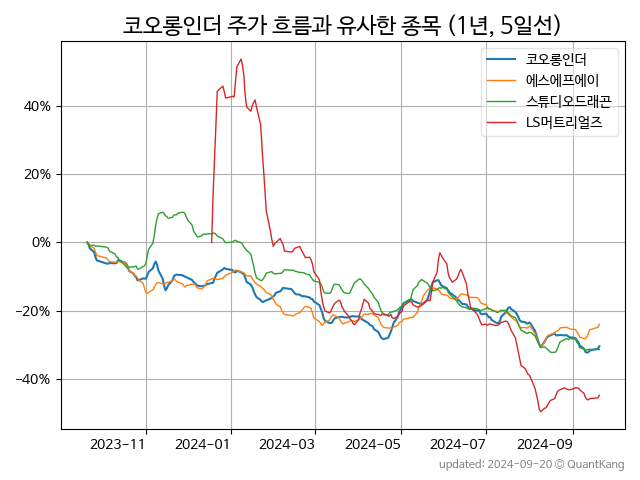 코오롱인더 주가 흐름과 유사한 종목 (1년, 5일선)
코오롱인더
에스에프에이
스튜디오드래곤
LS머트리얼즈
40%
20%
0%
−20%
−40%
2023-11
2024-01
2024-03
2024-05
2024-07
2024-09
updated: 2024-09-20 © QuantKang